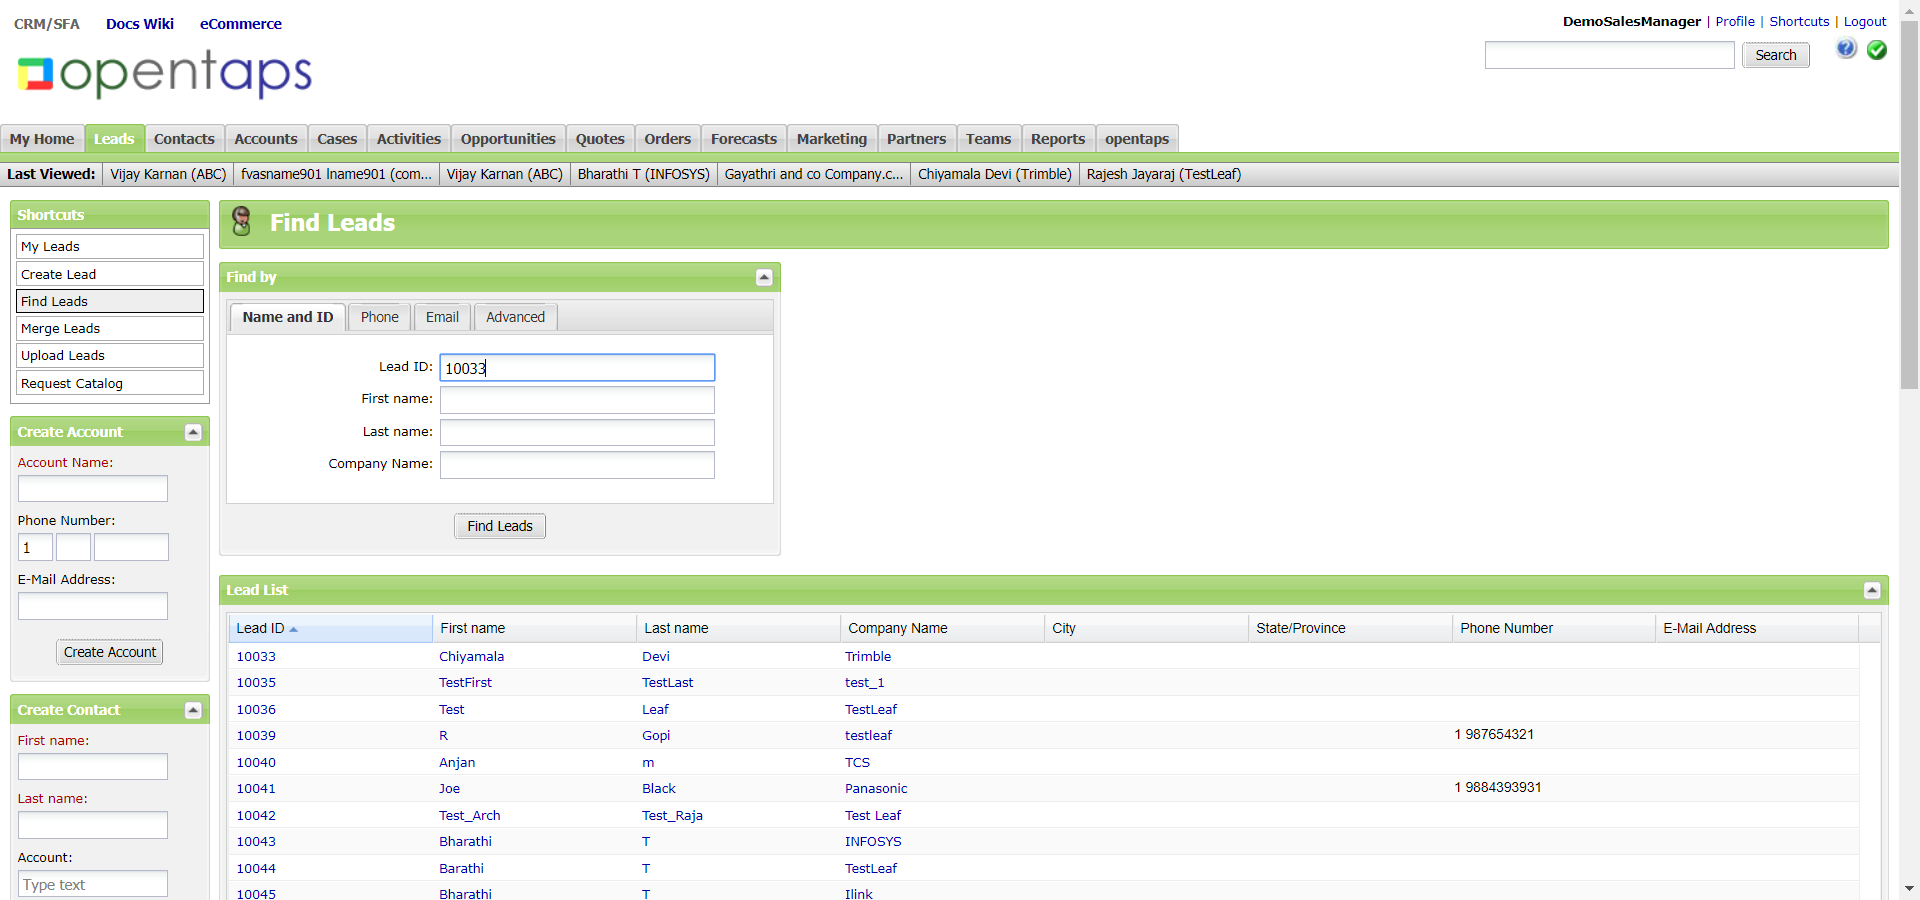 CRM/SFA Docs Wiki eCommerce
DemoSalesManager | Profile | Shortcuts | Logout
Search
opentaps
My Home Leads Contacts Accounts Cases Activities Opportunities Quotes Orders Forecasts Marketing Partners Teams Reports opentaps
Last Viewed: Vijay Karnan (ABC) fvasname901 lname901 (com... Vijay Karnan (ABC) Bharathi T (INFOSYS) Gayathri and co Company.c... Chiyamala Devi (Trimble) Rajesh Jayaraj (TestLeaf)
Shortcuts
My Leads
Create Lead
Find Leads
Merge Leads
Upload Leads
Request Catalog
Create Account
Account Name:
Phone Number:
1
E-Mail Address:
Create Account
Create Contact
First name:
Last name:
Account:
Type text
Find Leads
Find by
Name and ID Phone Email Advanced
Lead ID: 10033
First name:
Last name:
Company Name:
Find Leads
Lead List
Lead ID First name Last name Company Name City State/Province Phone Number E-Mail Address
10033 Chiyamala Devi Trimble
10035 TestFirst TestLast test_1
10036 Test Leaf TestLeaf
10039 R Gopi testleaf 1 987654321
10040 Anjan m TCS
10041 Joe Black Panasonic 1 9884393931
10042 Test_Arch Test_Raja Test Leaf
10043 Bharathi T INFOSYS
10044 Barathi T TestLeaf
10045 Bharathi T Ilink